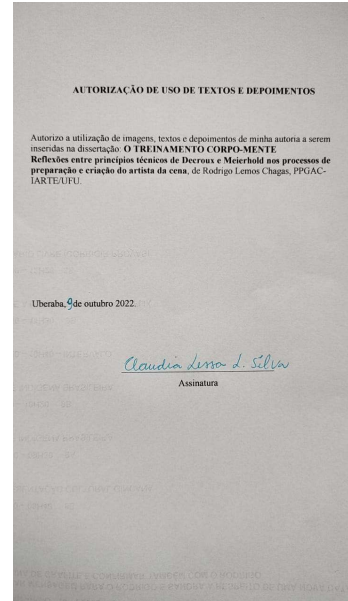 AUTORIZAÇÃO DE USO DE TEXTOS E DEPOIMENTOS
Autorizo a utilização de imagens, textos e depoimentos de minha autoria a serem
inseridas na dissertação: O TREINAMENTO CORPO-MENTE
Reflexões entre princípios técnicos de Decroux e Meierhold nos processos de
preparação e criação do artista da cena, de Rodrigo Lemos Chagas, PPGAC-
IARTE/UFU.
Uberaba, 9 de outubro 2022.
Claudia Lessa L. Silva
Assinatura